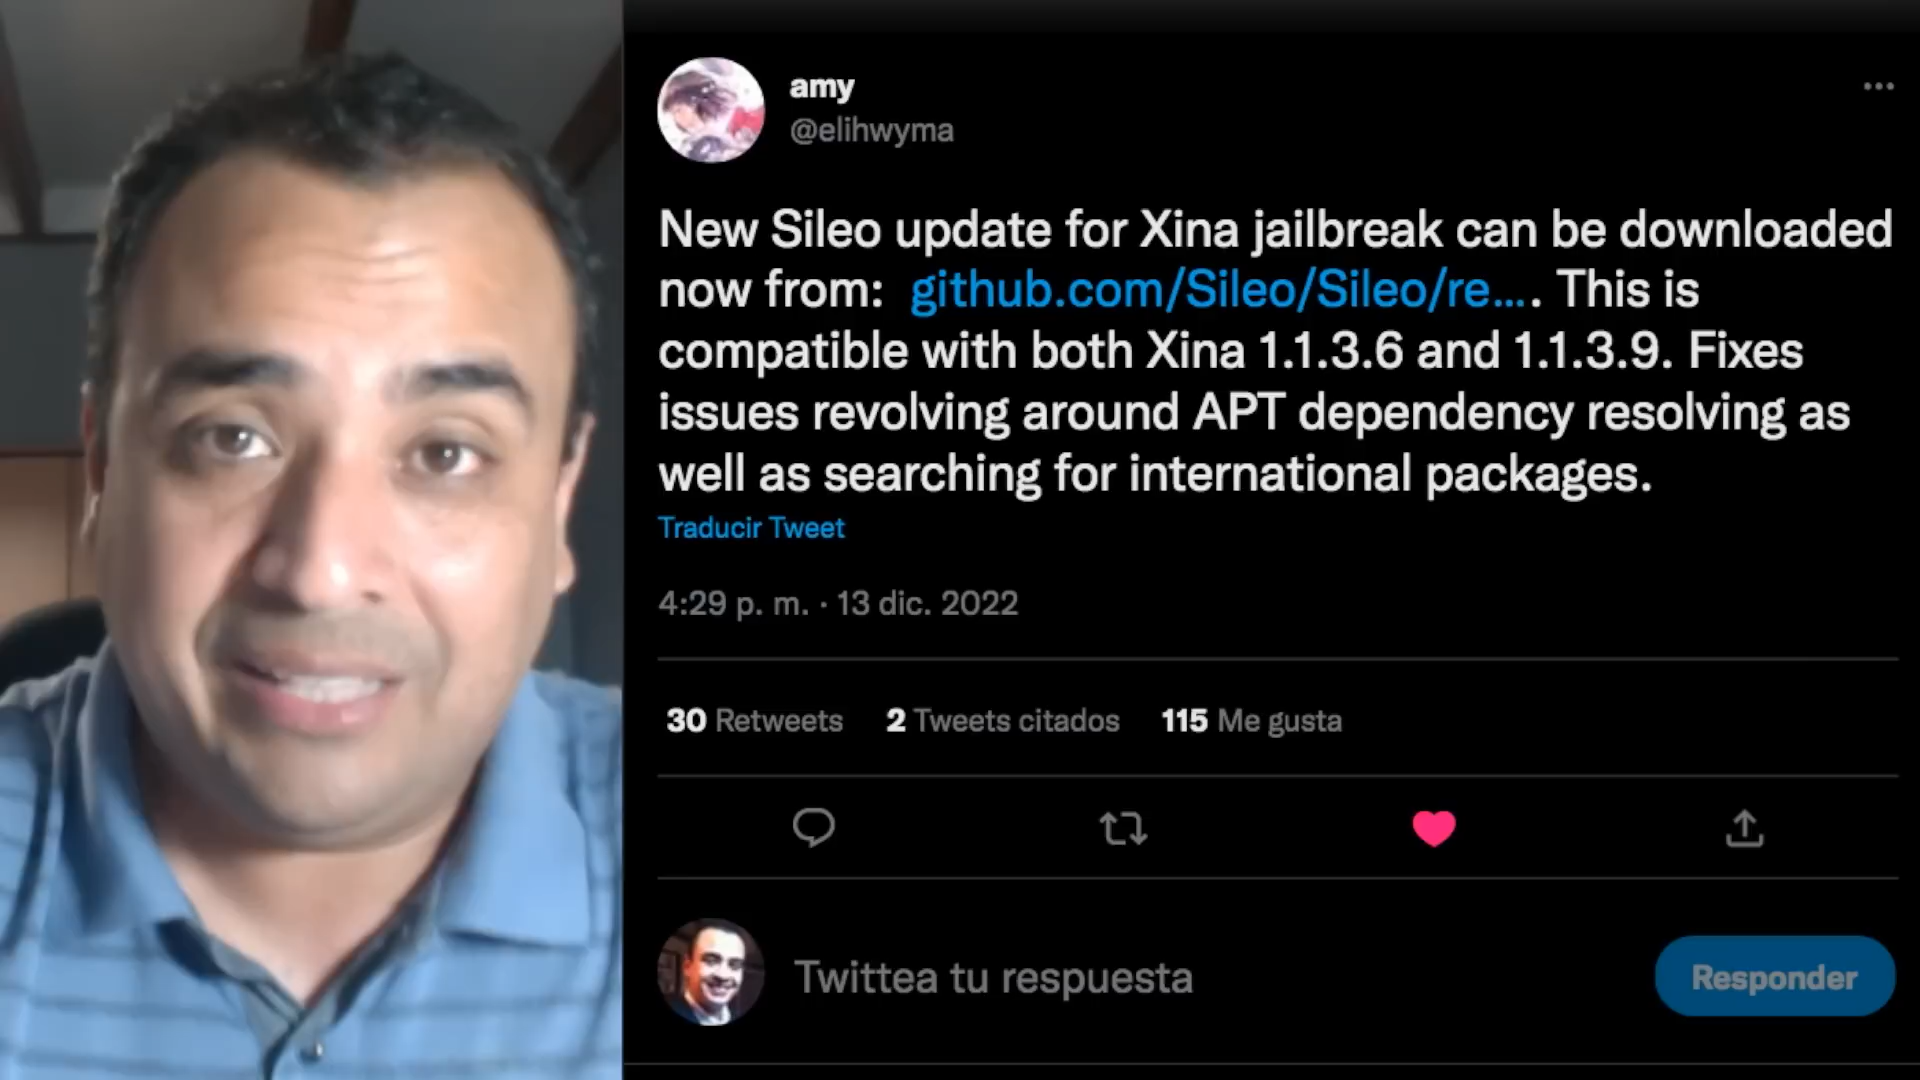 amy
@elihwyma
New Sileo update for Xina jailbreak can be downloaded
now from: github.com/Sileo/Sileo/re.... This is
compatible with both Xina 1.1.3.6 and 1.1.3.9. Fixes
issues revolving around APT dependency resolving as
well as searching for international packages.
Traducir Tweet
4:29 p. m. · 13 dic. 2022
30 Retweets 2 Tweets citados 115 Me gusta
Twittea tu respuesta
Responder